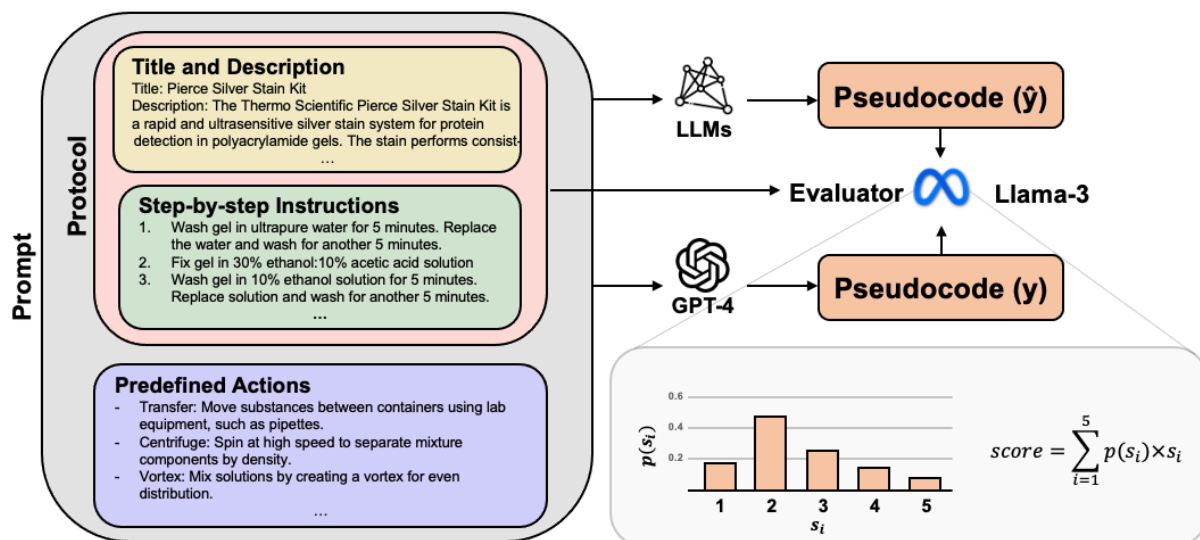 Prompt
Protocol
Title and Description
Title: Pierce Silver Stain Kit
Description: The Thermo Scientific Pierce Silver Stain Kit is
a rapid and ultrasensitive silver stain system for protein
detection in polyacrylamide gels. The stain performs consist-
...
Step-by-step Instructions
1. Wash gel in ultrapure water for 5 minutes. Replace
the water and wash for another 5 minutes.
2. Fix gel in 30% ethanol:10% acetic acid solution
3. Wash gel in 10% ethanol solution for 5 minutes.
Replace solution and wash for another 5 minutes.
...
Predefined Actions
- Transfer: Move substances between containers using lab
equipment, such as pipettes.
- Centrifuge: Spin at high speed to separate mixture
components by density.
- Vortex: Mix solutions by creating a vortex for even
distribution.
...
LLMs
Pseudocode (ŷ)
Evaluator Llama-3
GPT-4
Pseudocode (y)
p(s_i)
0.6
0.4
0.2
1 2 3 4 5
s_i
score = ∑_{i=1}^{5} p(s_i)×s_i